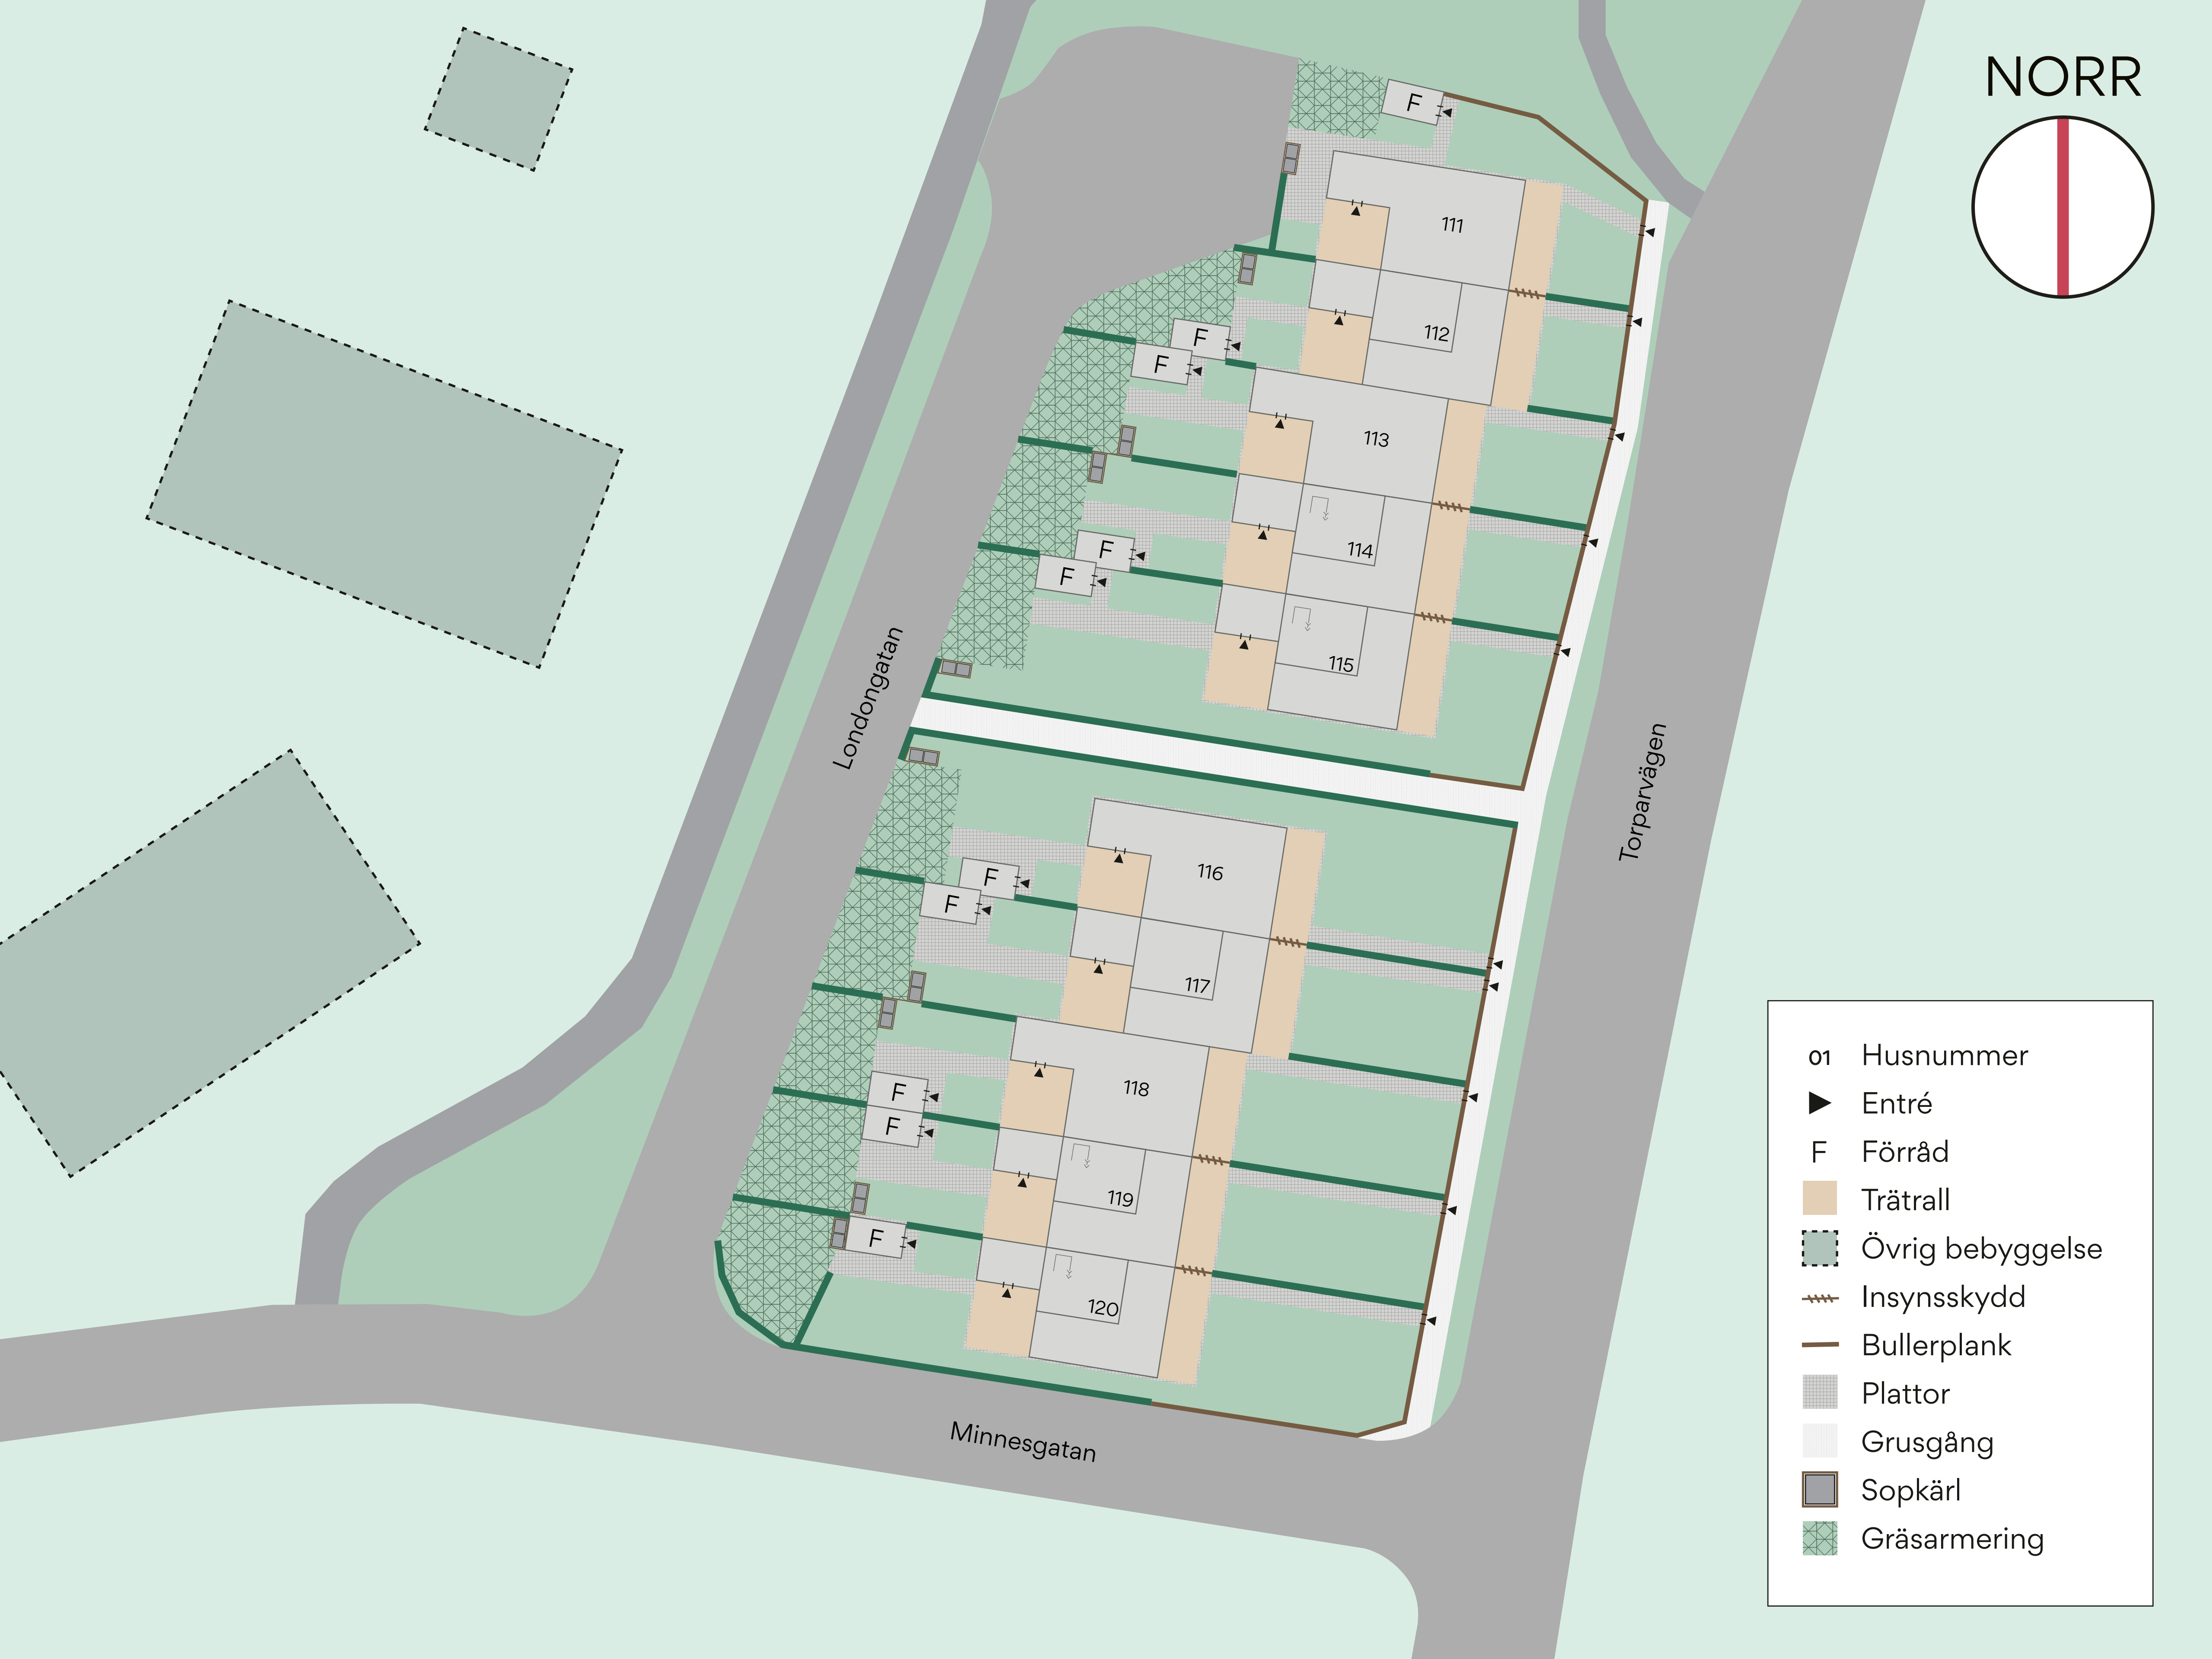 NORR
F
111
112
F
F
113
114
F
F
115
Londongatan
Torparvägen
116
F
F
117
118
F
F
119
F
120
Minnesgatan
01 Husnummer
Entré
F Förråd
Trätrall
Övrig bebyggelse
Insynsskydd
Bullerplank
Plattor
Grusgång
Sopkärl
Gräsarmering